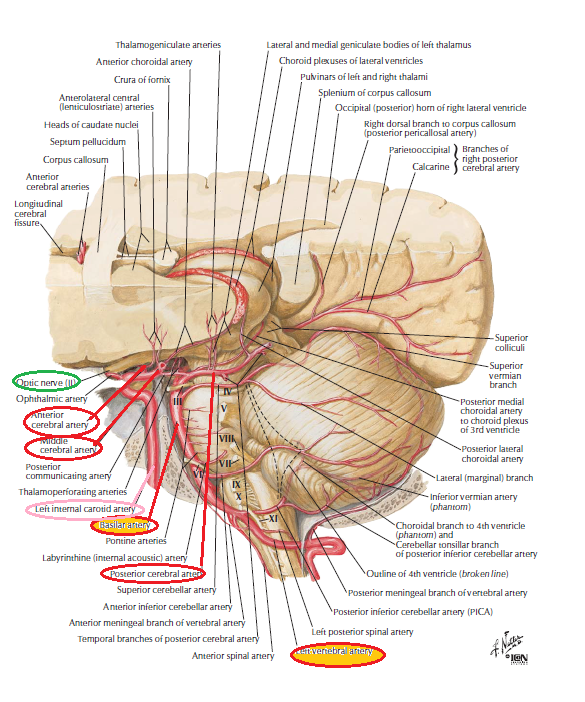 Thalamogeniculate arteries
Anterior choroidal artery
Crura of fornix
Anterolateral central
(lenticulostriate) arteries
Heads of caudate nuclei
Septum pellucidum
Corpus callosum
Anterior
cerebral arteries
Longitudinal
cerebral
fissure
Lateral and medial geniculate bodies of left thalamus
Choroid plexuses of lateral ventricles
Pulvinars of left and right thalami
Splenium of corpus callosum
Occipital (posterior) horn of right lateral ventricle
Right dorsal branch to corpus callosum
(posterior pericallosal artery)
Parietooccipital
Calcarine
Branches of
right posterior
cerebral artery
Optic nerve (II)
Ophthalmic artery
Anterior
cerebral artery
Middle
cerebral artery
Posterior
communicating artery
Thalamoperforating arteries
Left internal carotid artery
Basilar artery
Pontine arteries
Labyrinthine (internal acoustic) artery
Posterior cerebral artery
Superior cerebellar artery
Anterior inferior cerebellar artery
Anterior meningeal branch of vertebral artery
Temporal branches of posterior cerebral artery
Anterior spinal artery
III
IV
V
VIII
VII
VI
IX
X
XI
Superior
colliculi
Superior
vermian
branch
Posterior medial
choroidal artery
to choroid plexus
of 3rd ventricle
Posterior lateral
choroidal artery
Lateral (marginal) branch
Inferior vermian artery
(phantom)
Choroidal branch to 4th ventricle
(phantom) and
Cerebellar tonsillar branch
of posterior inferior cerebellar artery
Outline of 4th ventricle (broken line)
Posterior meningeal branch of vertebral artery
Posterior inferior cerebellar artery (PICA)
Left posterior spinal artery
Left vertebral artery